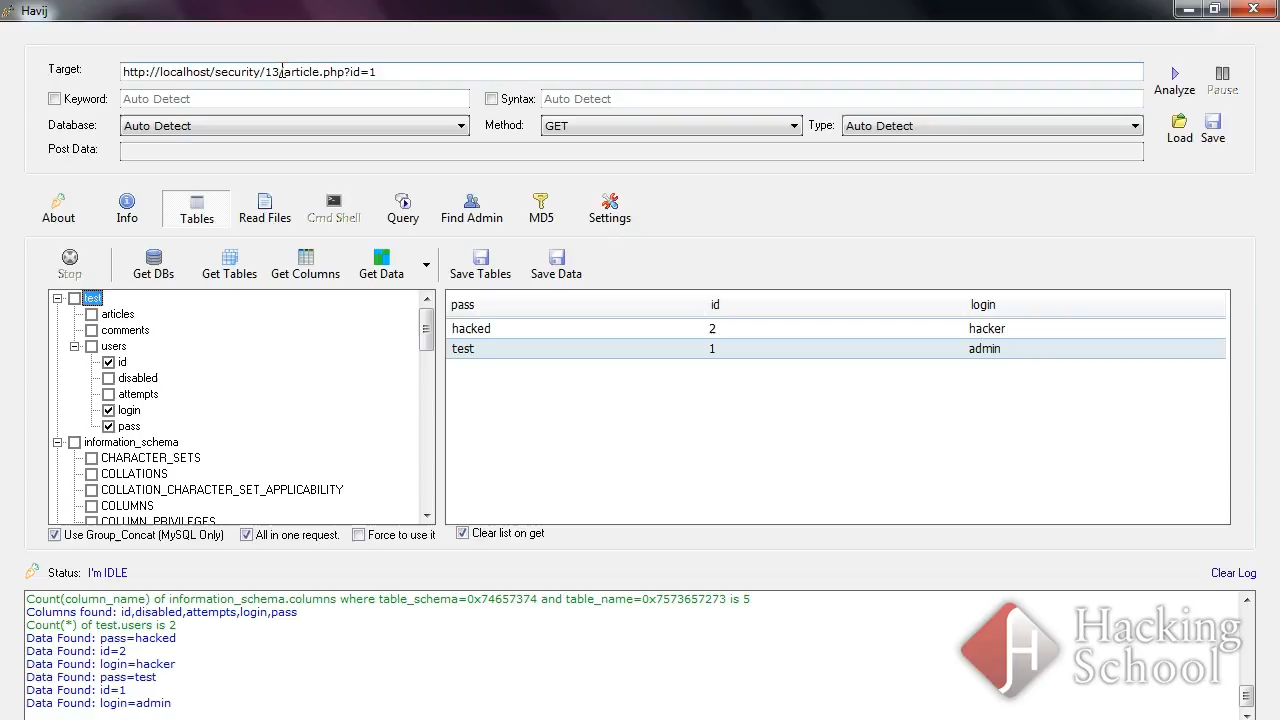 Havij
Target: http://localhost/security/13/article.php?id=1
Analyze Pause
Keyword: Auto Detect Syntax: Auto Detect
Database: Auto Detect Method: GET Type: Auto Detect
Load Save
Post Data:
About Info Tables Read Files Cmd Shell Query Find Admin MD5 Settings
Stop Get DBs Get Tables Get Columns Get Data Save Tables Save Data
test
articles
comments
users
id
disabled
attempts
login
pass
information_schema
CHARACTER_SETS
COLLATIONS
COLLATION_CHARACTER_SET_APPLICABILITY
COLUMNS
COLUMN_PRIVILEGES
pass id login
hacked 2 hacker
test 1 admin
Use Group_Concat (MySQL Only) All in one request. Force to use it Clear list on get
Status: I'm IDLE Clear Log
Count(column_name) of information_schema.columns where table_schema=0x74657374 and table_name=0x7573657273 is 5
Columns found: id,disabled,attempts,login,pass
Count(*) of test.users is 2
Data Found: pass=hacked
Data Found: id=2
Data Found: login=hacker
Data Found: pass=test
Data Found: id=1
Data Found: login=admin
Hacking
School